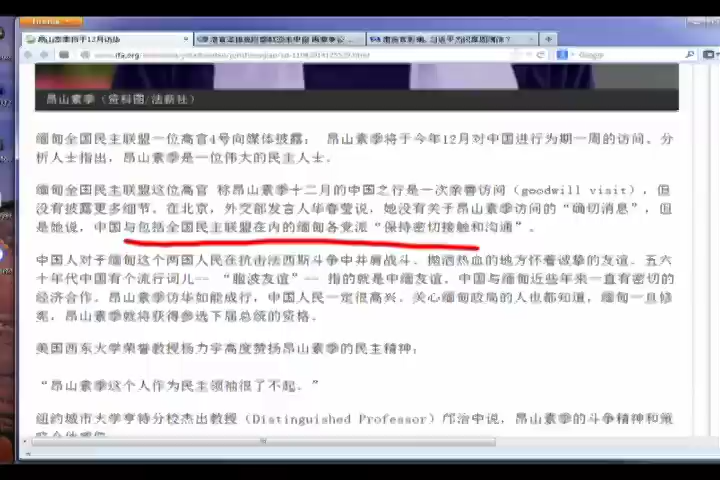 昂山素季将于12月访华
rfa.org
Google
昂山素季（资料图/法新社）
缅甸全国民主联盟一位高官4号向媒体披露： 昂山素季将于今年12月对中国进行为期一周的访问。分
析人士指出，昂山素季是一位伟大的民主人士。
缅甸全国民主联盟这位高官 称昂山素季十二月的中国之行是一次亲善访问（goodwill visit），但
没有披露更多细节。在北京，外交部发言人华春莹说，她没有关于昂山素季访问的“确切消息”，但
是她说，中国与包括全国民主联盟在内的缅甸各党派“保持密切接触和沟通”。
中国人对于缅甸这个两国人民在抗击法西斯斗争中并肩战斗、抛洒热血的地方怀着诚挚的友谊。五六
十年代中国有个流行词儿--“胞波友谊”--指的就是中缅友谊。中国与缅甸近些年来一直有密切的
经济合作。昂山素季访华如能成行，中国人民一定很高兴。关心缅甸政局的人也都知道，缅甸一旦修
宪，昂山素季就将获得参选下届总统的资格。
美国西东大学荣誉教授杨力宇高度赞扬昂山素季的民主精神：
“昂山素季这个人作为民主领袖很了不起。”
纽约城市大学亨特分校杰出教授（Distinguished Professor）邝治中说，昂山素季的斗争精神和策